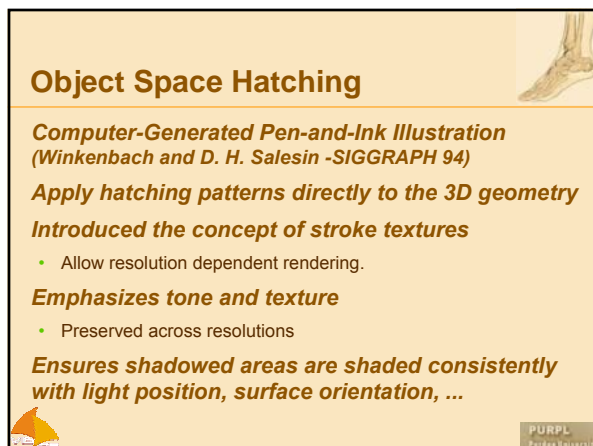 Object Space Hatching
Computer-Generated Pen-and-Ink Illustration
(Winkenbach and D. H. Salesin -SIGGRAPH 94)
Apply hatching patterns directly to the 3D geometry
Introduced the concept of stroke textures
• Allow resolution dependent rendering.
Emphasizes tone and texture
• Preserved across resolutions
Ensures shadowed areas are shaded consistently
with light position, surface orientation, ...
PURPL